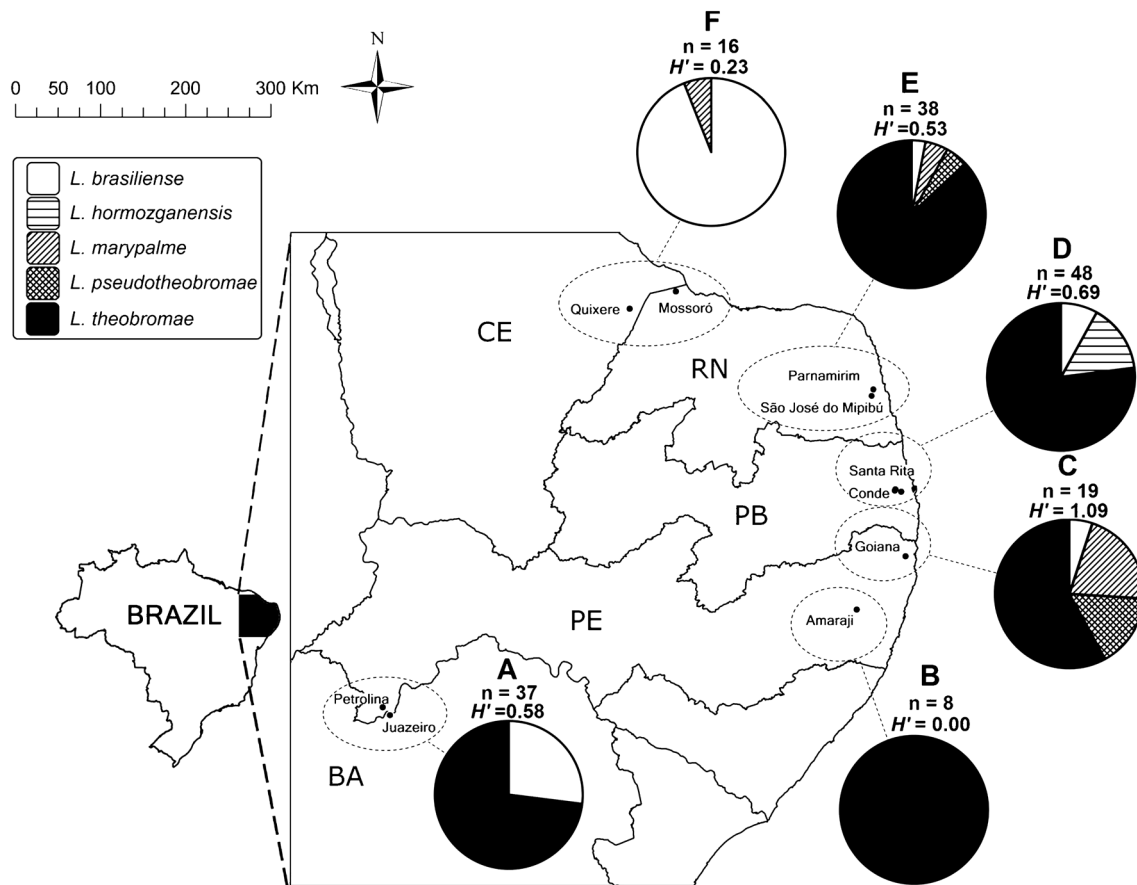 N
0 50 100 200 300 Km
L. brasiliense
L. hormozganensis
L. marypalme
L. pseudotheobromae
L. theobromae
F
n = 16
H' = 0.23
E
n = 38
H' =0.53
D
n = 48
H' =0.69
C
n = 19
H' = 1.09
B
n = 8
H' = 0.00
A
n = 37
H' =0.58
CE
Quixere
Mossoró
RN
Parnamirim
São José do Mipibú
Santa Rita
Conde
PB
Goiana
PE
Amaraji
Petrolina
Juazeiro
BA
BRAZIL